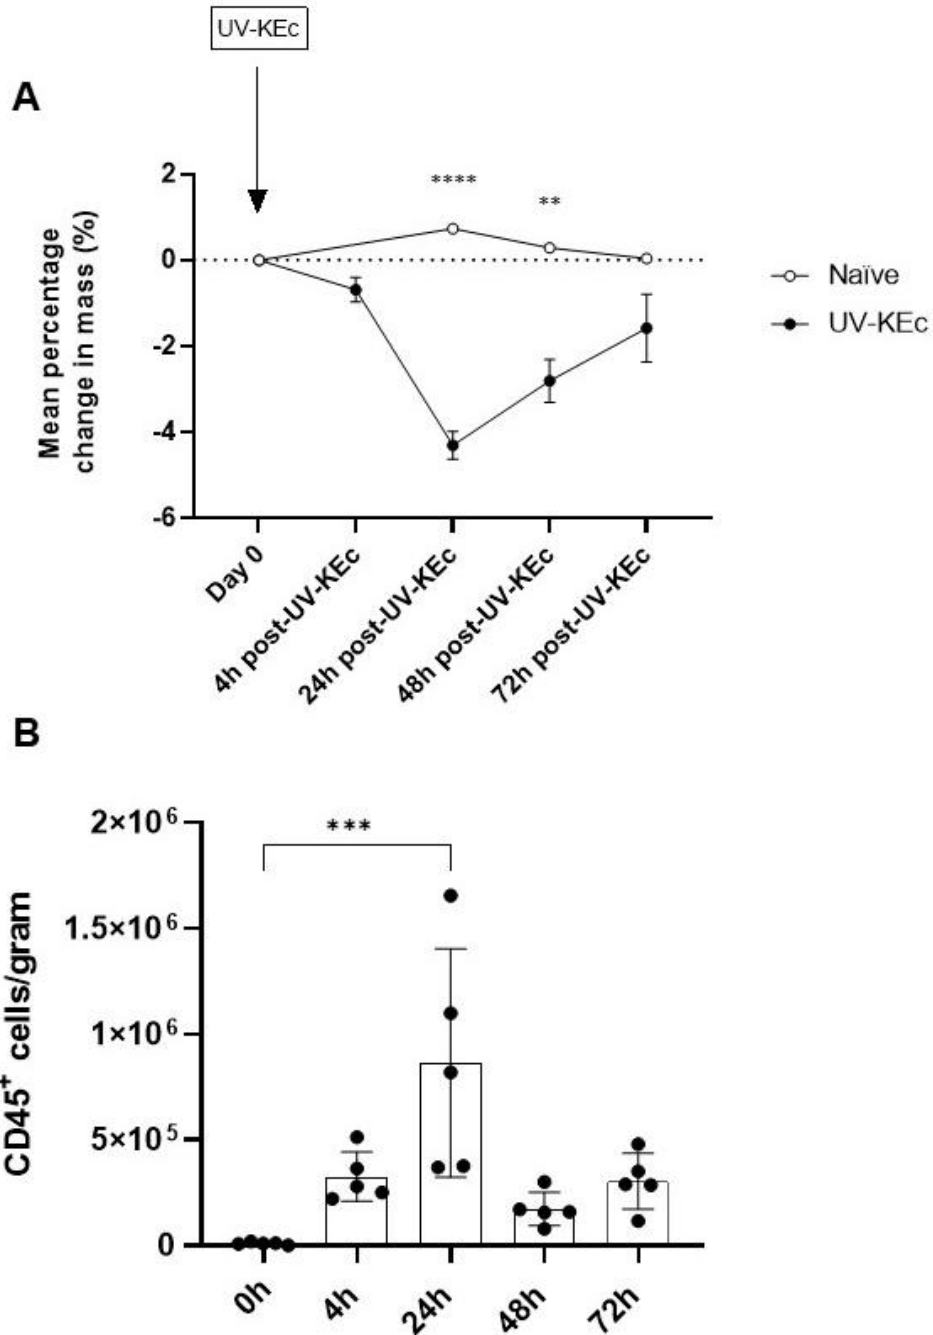 UV-KEc
A
Mean percentage
change in mass (%)
2
0
-2
-4
-6
****
**
Naïve
UV-KEc
Day 0
4h post-UV-KEc
24h post-UV-KEc
48h post-UV-KEc
72h post-UV-KEc
B
CD45⁺ cells/gram
2×10⁶
1.5×10⁶
1×10⁶
5×10⁵
0
***
0h
4h
24h
48h
72h